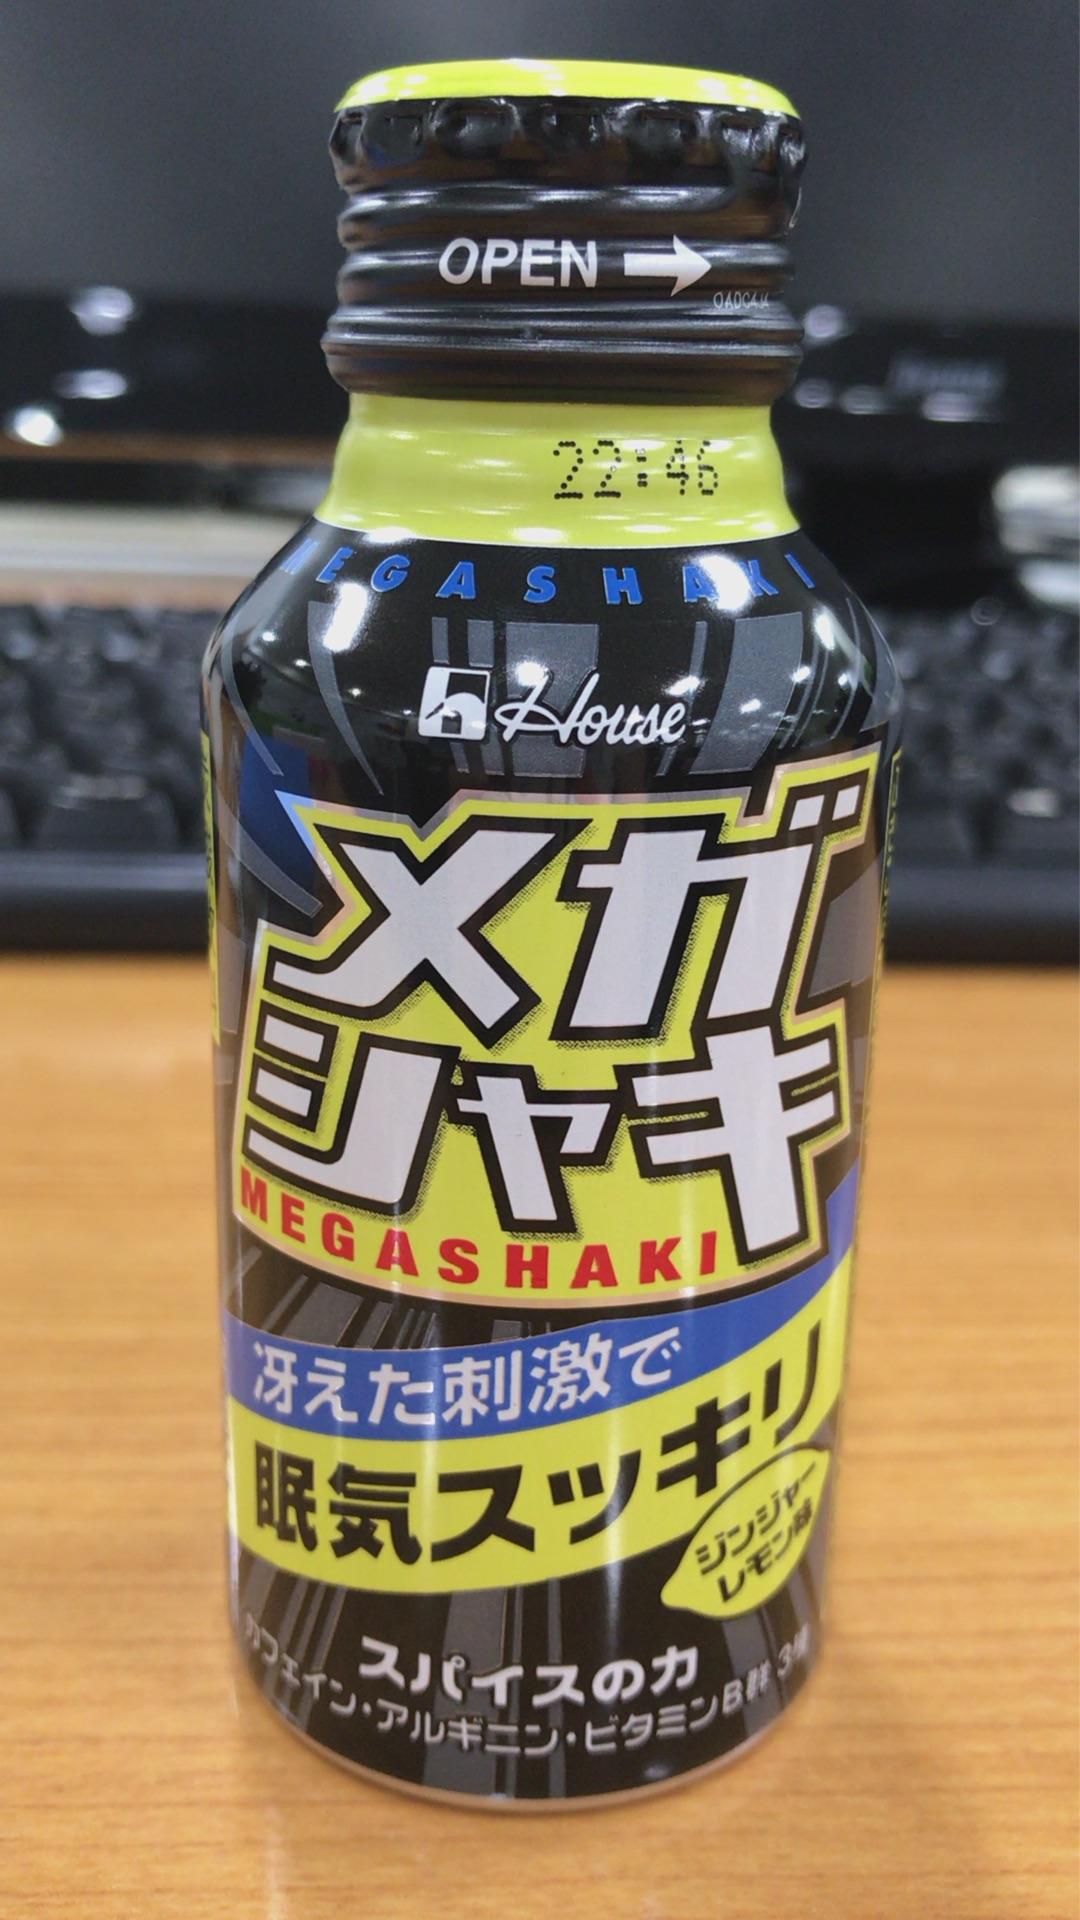 OPEN
22:46
MEGASHAKI
House
メガ
シャキ
MEGASHAKI
冴えた刺激で
眠気スッキリ
ジンジャー
レモン味
スパイスの力
カフェイン・アルギニン・ビタミンB群 3種